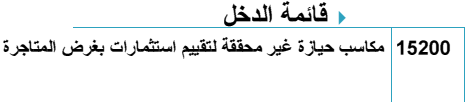 قائمة الدخل
15200 مكاسب حيازة غير محققة لتقييم استثمارات بغرض المتاجرة